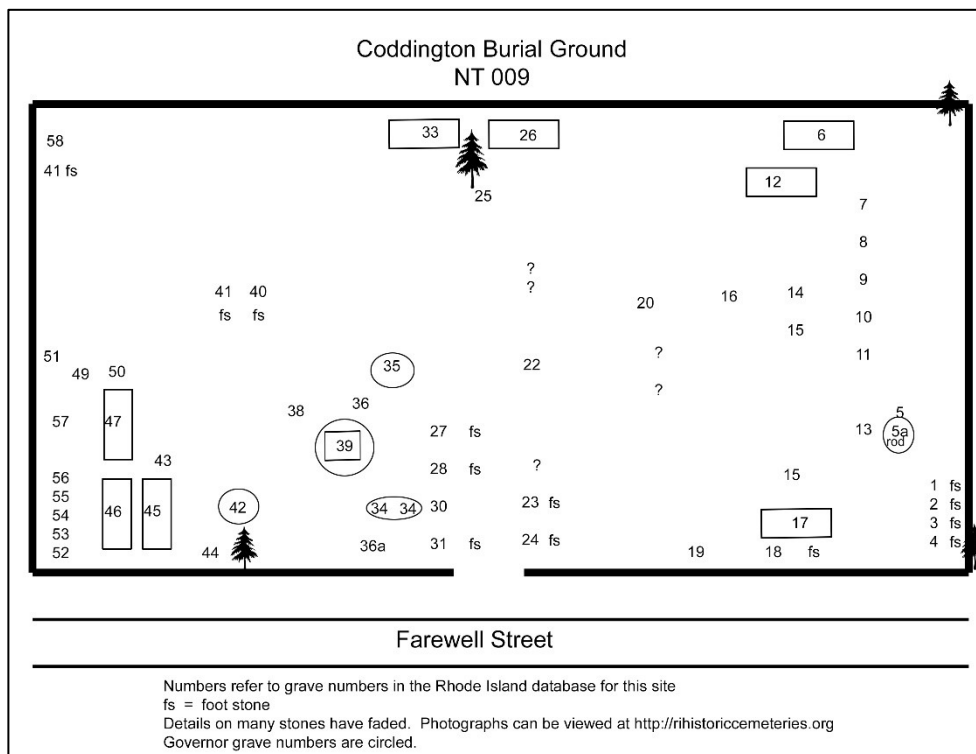 Coddington Burial Ground
NT 009
58
33
26
6
41 fs
12
25
7
8
?
?
9
41 40
20
16
14
fs fs
10
15
51
49
50
35
22
?
11
?
57
47
38
36
39
27 fs
13
5
5a
rod
43
28 fs
?
15
56
55
54
53
52
46
45
42
34 34
30
23 fs
17
1 fs
2 fs
3 fs
4 fs
44
36a
31 fs
24 fs
19
18 fs
Farewell Street
Numbers refer to grave numbers in the Rhode Island database for this site
fs = foot stone
Details on many stones have faded. Photographs can be viewed at http://rihistoriccemeteries.org
Governor grave numbers are circled.